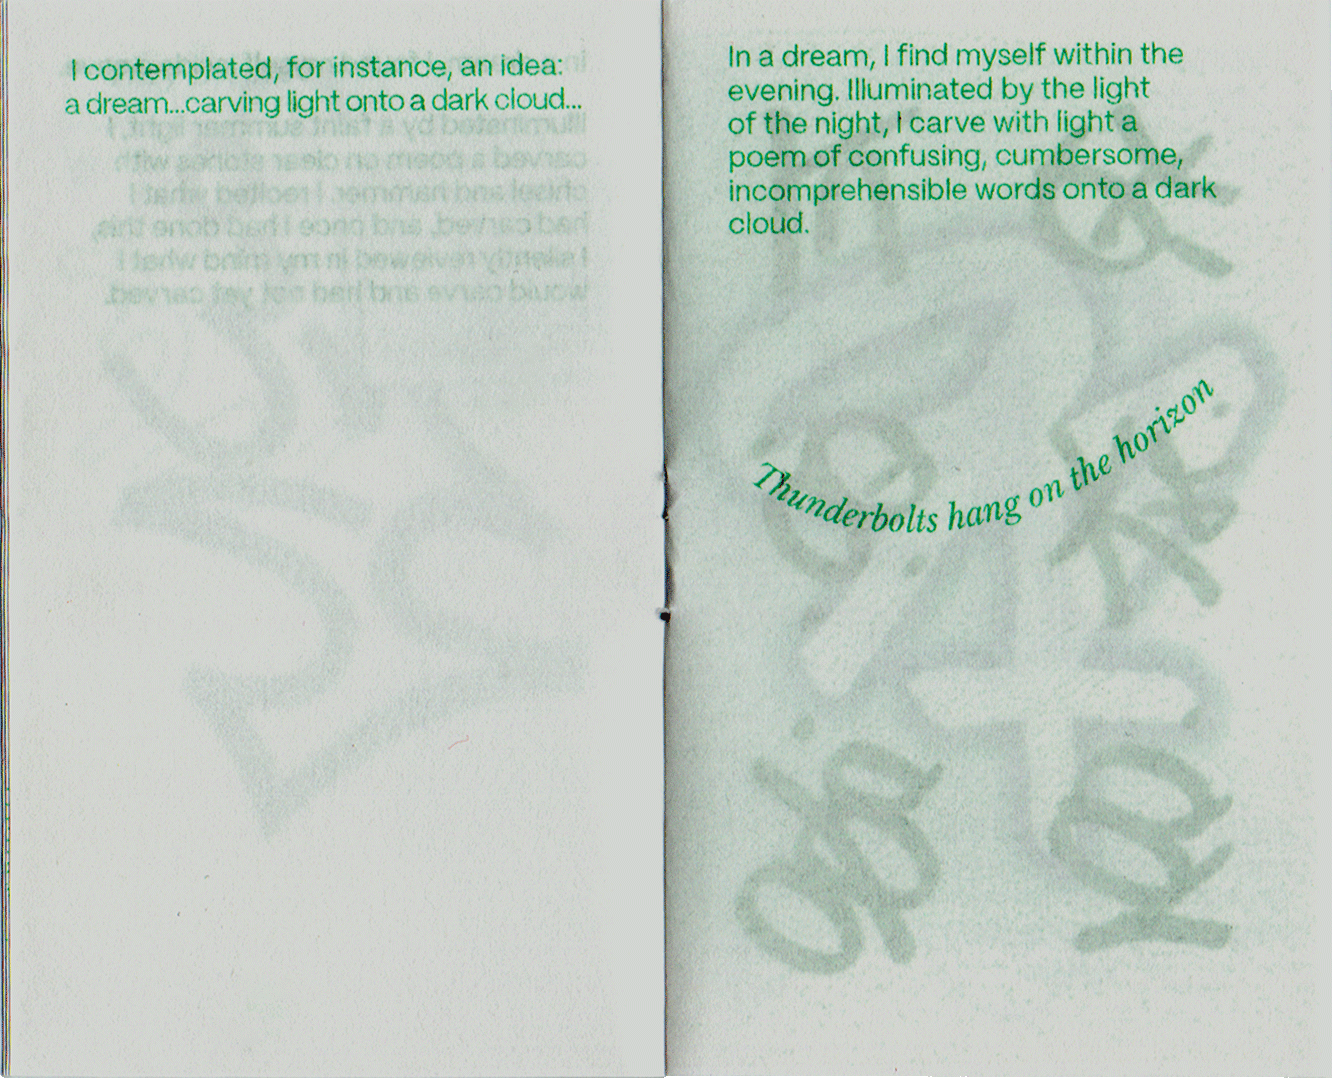 I contemplated, for instance, an idea:
a dream...carving light onto a dark cloud...
In a dream, I find myself within the
evening. Illuminated by the light
of the night, I carve with light a
poem of confusing, cumbersome,
incomprehensible words onto a dark
cloud.
Thunderbolts hang on the horizon